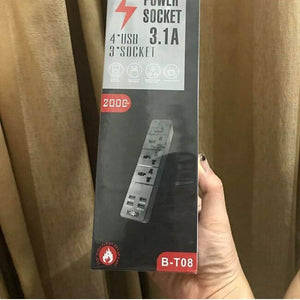 POWER
SOCKET
4*USB 3.1A
3*SOCKET
2000
B-T08